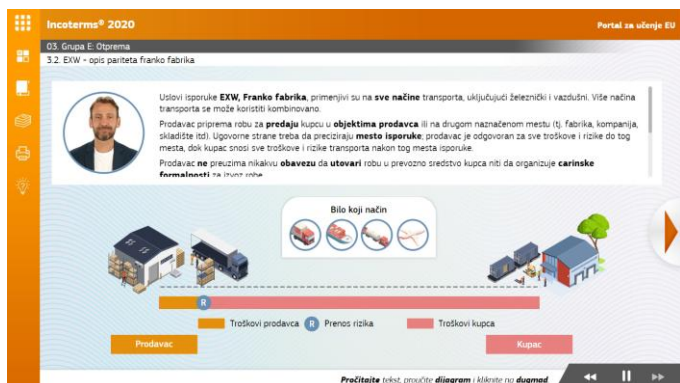 Incoterms® 2020
Portal za učenje EU
03. Grupa E: Otprema
3.2. EXW - opis pariteta franko fabrika
Uslovi isporuke EXW, Franko fabrika, primenjivi su na sve načine transporta, uključujući železnički i vazdušni. Više načina
transporta se može koristiti kombinovano.
Prodavac priprema robu za predaju kupcu u objektima prodavca ili na drugom naznačenom mestu (tj. fabrika, kompanija,
skladište itd). Ugovorne strane treba da preciziraju mesto isporuke; prodavac je odgovoran za sve troškove i rizike do tog
mesta, dok kupac snosi sve troškove i rizike transporta nakon tog mesta isporuke.
Prodavac ne preuzima nikakvu obavezu da utovari robu u prevozno sredstvo kupca niti da organizuje carinske
formalnosti za izvoz robe.
Bilo koji način
R
Troškovi prodavca
R
Prenos rizika
Troškovi kupca
Prodavac
Kupac
Pročitajte tekst, proučite dijagram i kliknite na dugmad